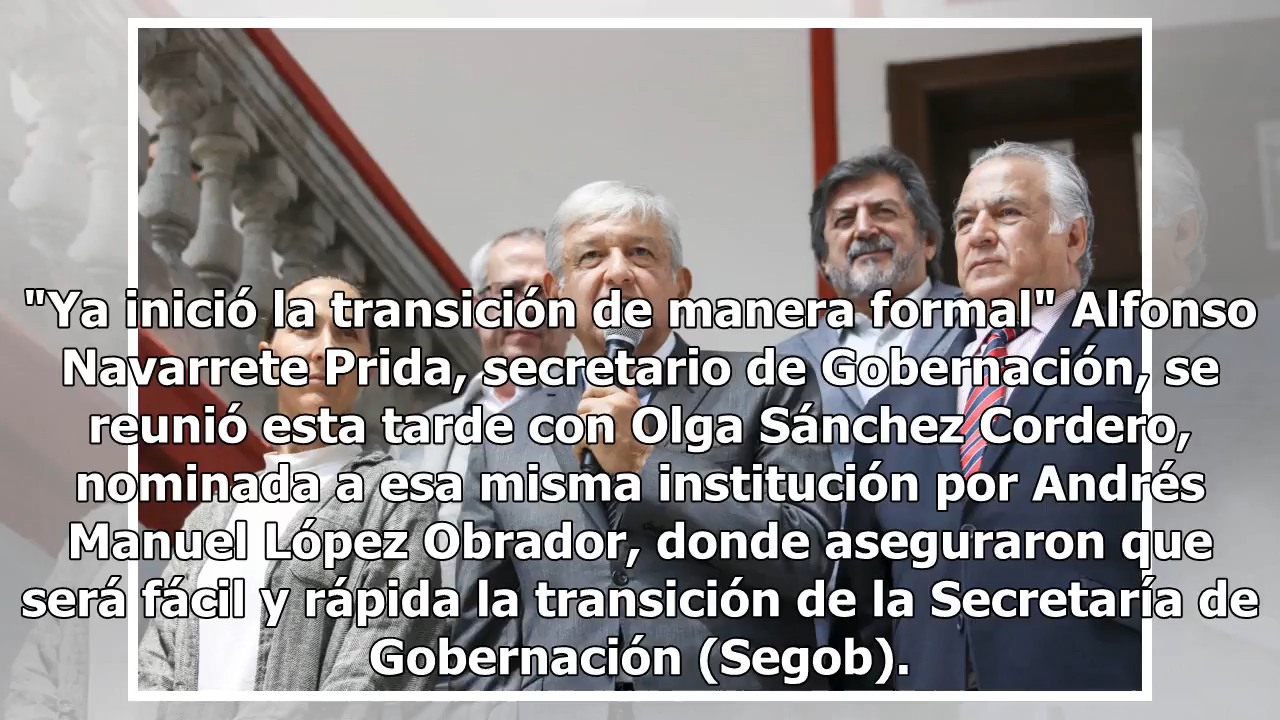 "Ya inició la transición de manera formal" Alfonso
Navarrete Prida, secretario de Gobernación, se
reunió esta tarde con Olga Sánchez Cordero,
nominada a esa misma institución por Andrés
Manuel López Obrador, donde aseguraron que
será fácil y rápida la transición de la Secretaría de
Gobernación (Segob).